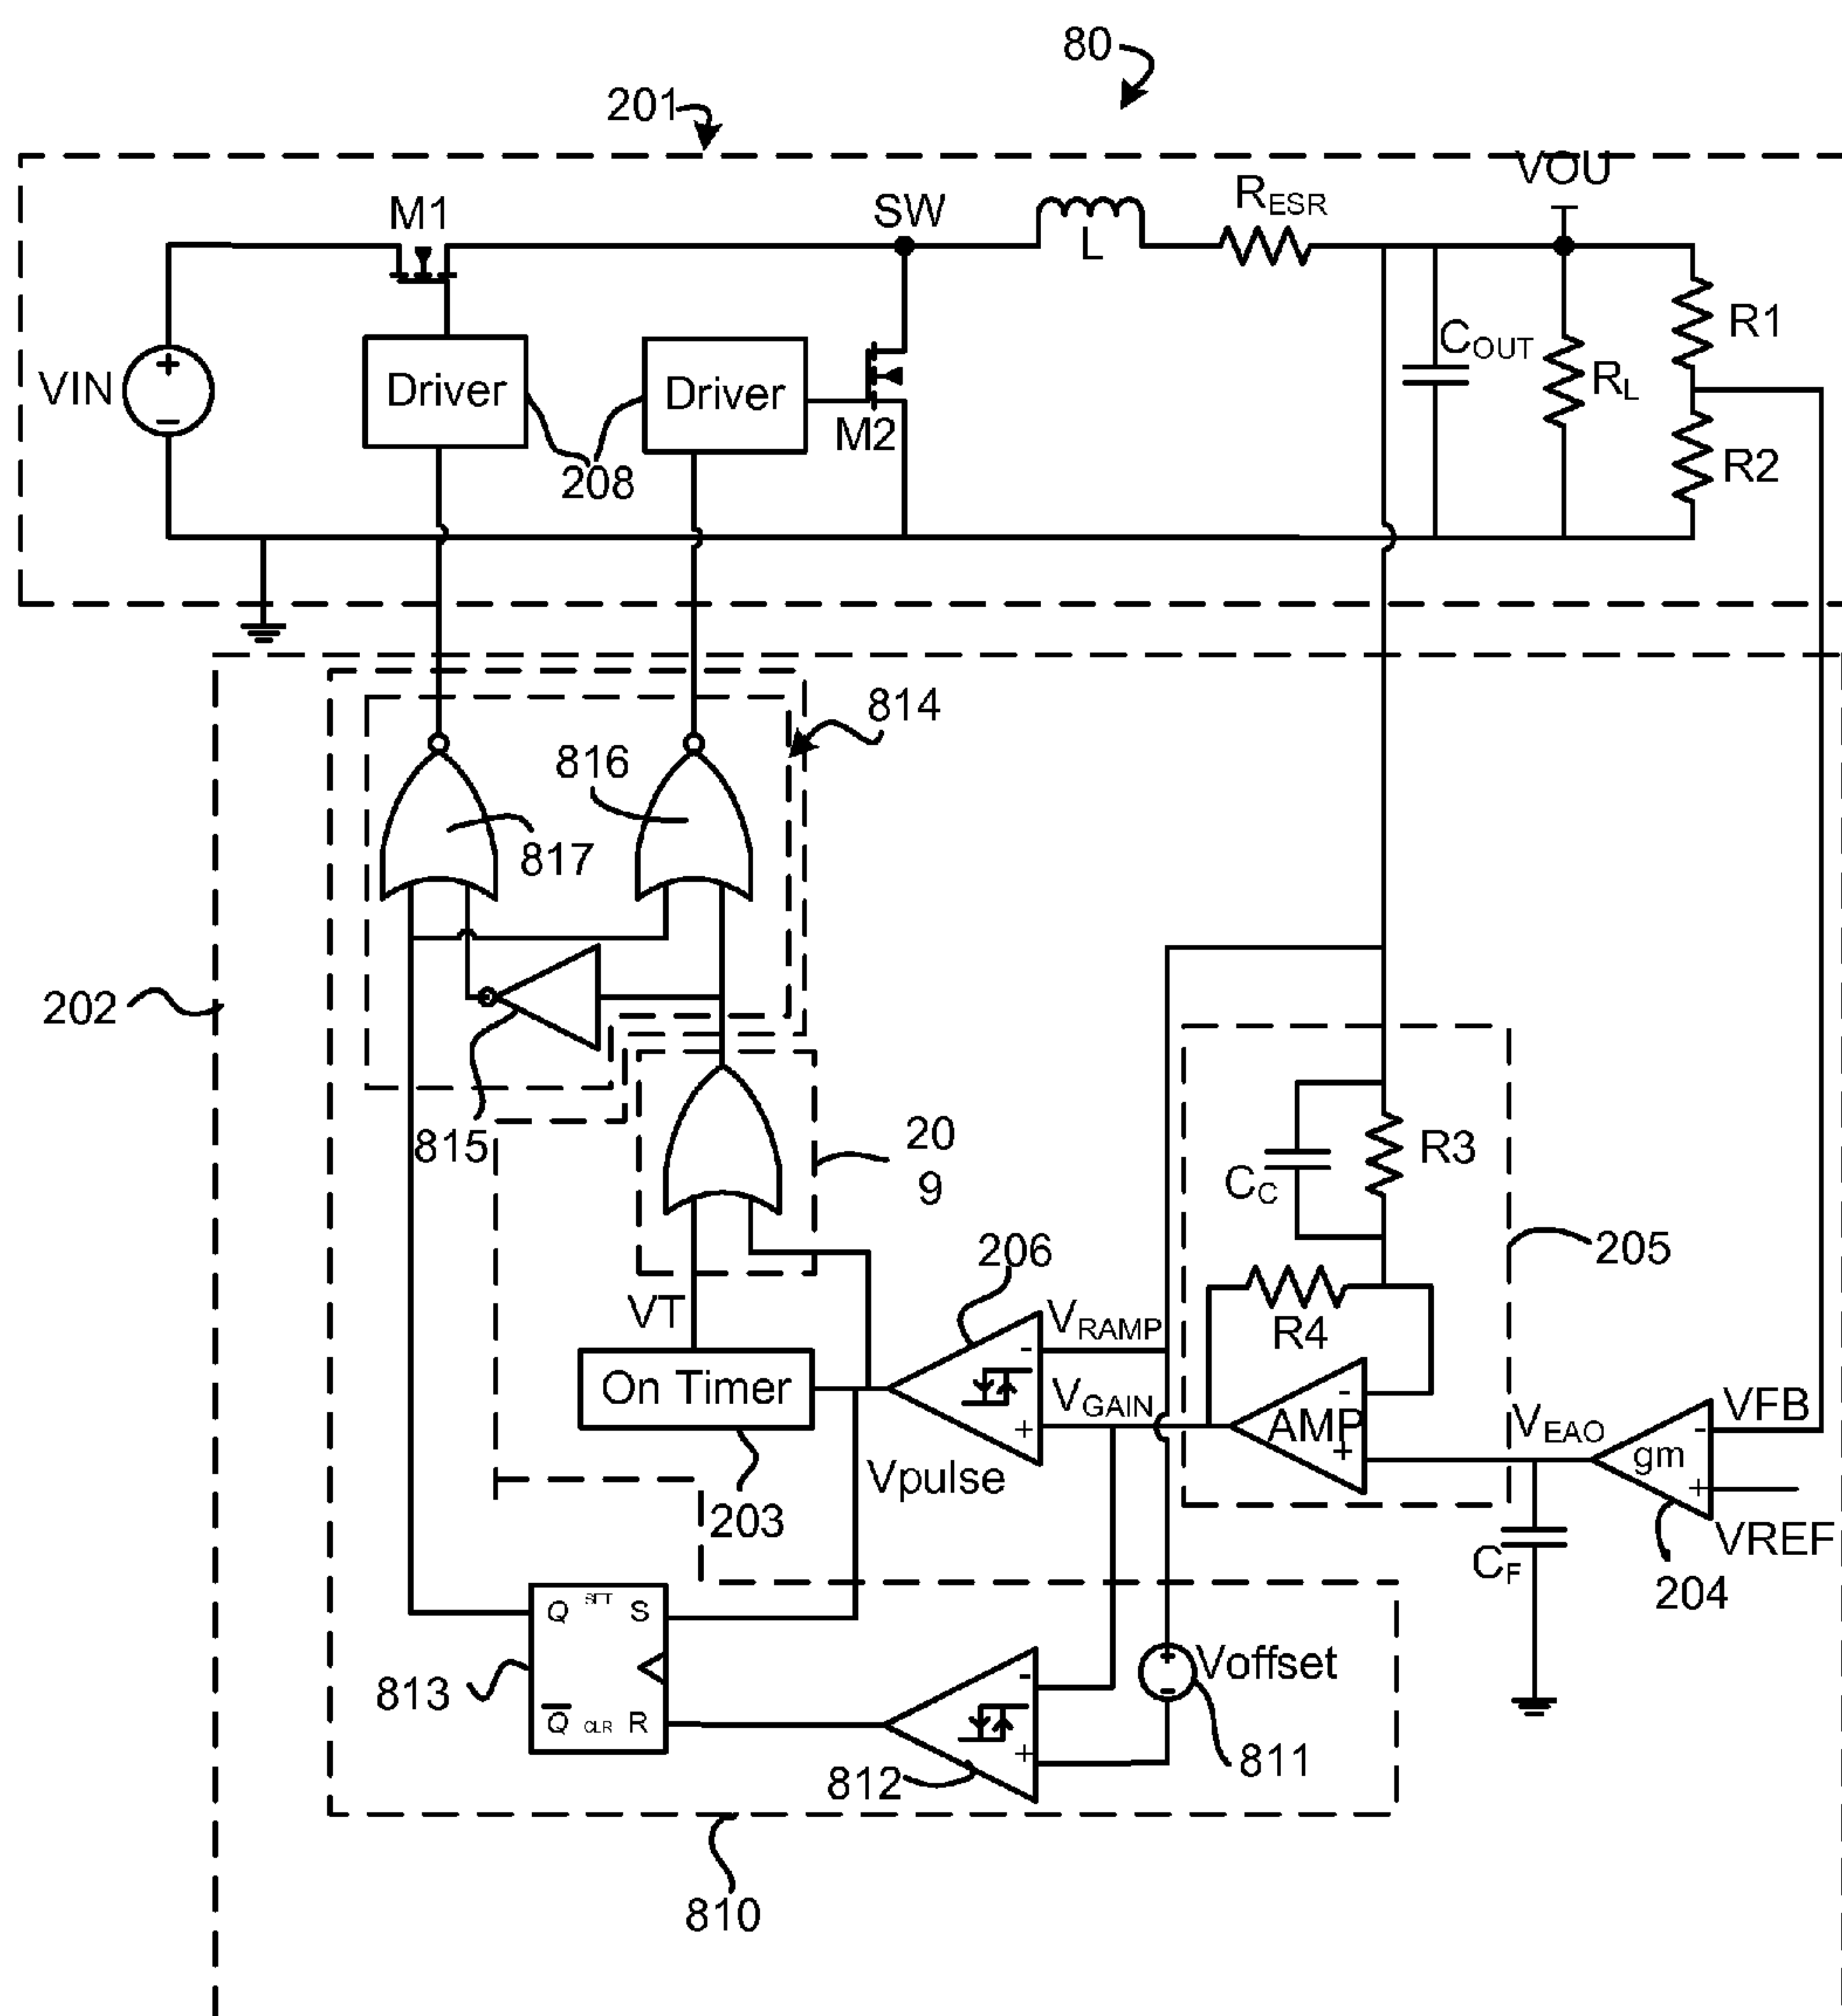 80
201
VOU
M1
SW
L
RESR
VIN
+
−
Driver
Driver
208
M2
COUT
RL
R1
R2
814
816
817
202
815
20
9
CC
R3
205
206
VT
VRAMP
R4
On Timer
VGAIN
-
+
AMP
-
+
VEAO
VFB
gm
-
+
VREF
Vpulse
203
CF
204
Q
S
813
Q
CLR
R
-
+
812
+
−
Vaffset
811
810